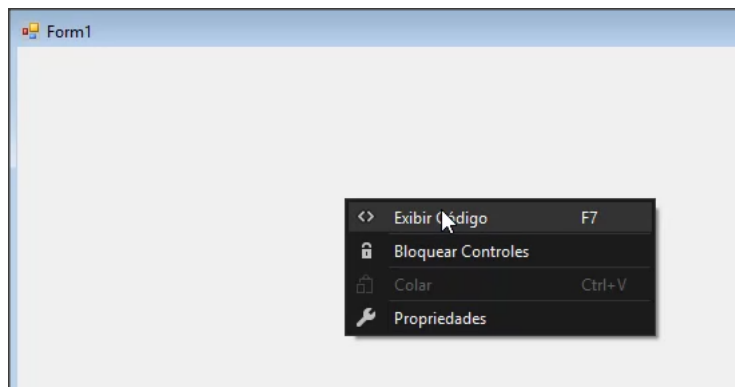 Form1
Exibir Código F7
Bloquear Controles
Colar Ctrl+V
Propriedades